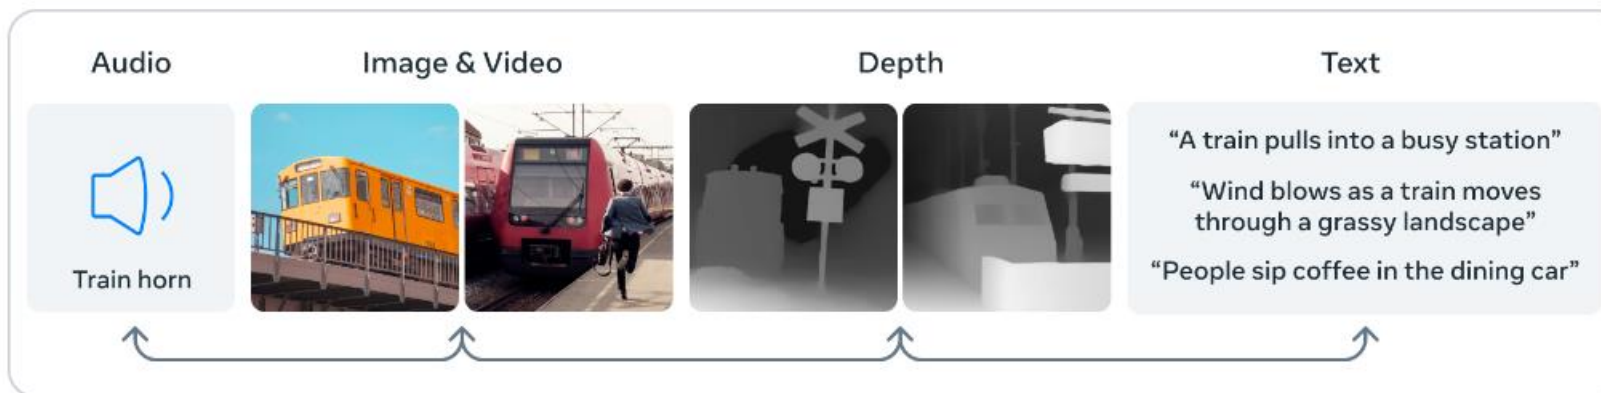 Audio
Image & Video
Depth
Text
Train horn
“A train pulls into a busy station”
“Wind blows as a train moves
through a grassy landscape”
“People sip coffee in the dining car”